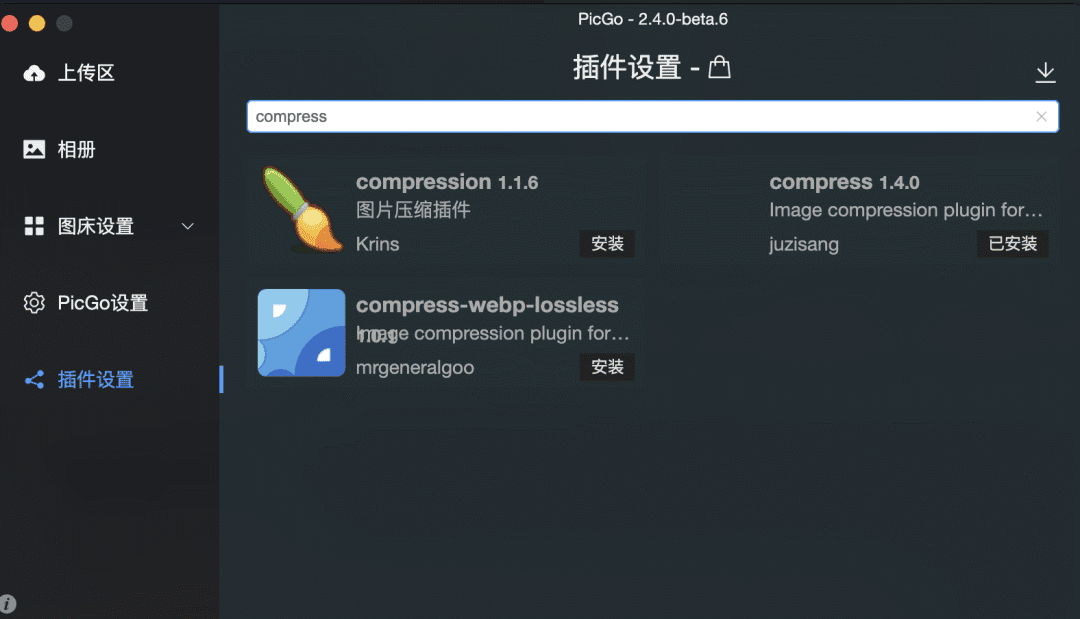 PicGo - 2.4.0-beta.6
上传区
相册
图床设置
PicGo设置
插件设置
插件设置 -
compress
compression 1.1.6
图片压缩插件
Krins
安装
compress 1.4.0
Image compression plugin for...
juzisang
已安装
compress-webp-lossless
1.0.1
Image compression plugin for...
mrgeneralgoo
安装